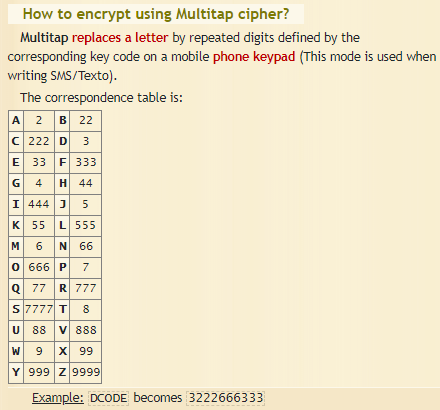 How to encrypt using Multitap cipher?
Multitap replaces a letter by repeated digits defined by the
corresponding key code on a mobile phone keypad (This mode is used when
writing SMS/Texto).
The correspondence table is:
A 2 B 22
C 222 D 3
E 33 F 333
G 4 H 44
I 444 J 5
K 55 L 555
M 6 N 66
O 666 P 7
Q 77 R 777
S 7777 T 8
U 88 V 888
W 9 X 99
Y 999 Z 9999
Example: DCODE becomes 3222666333